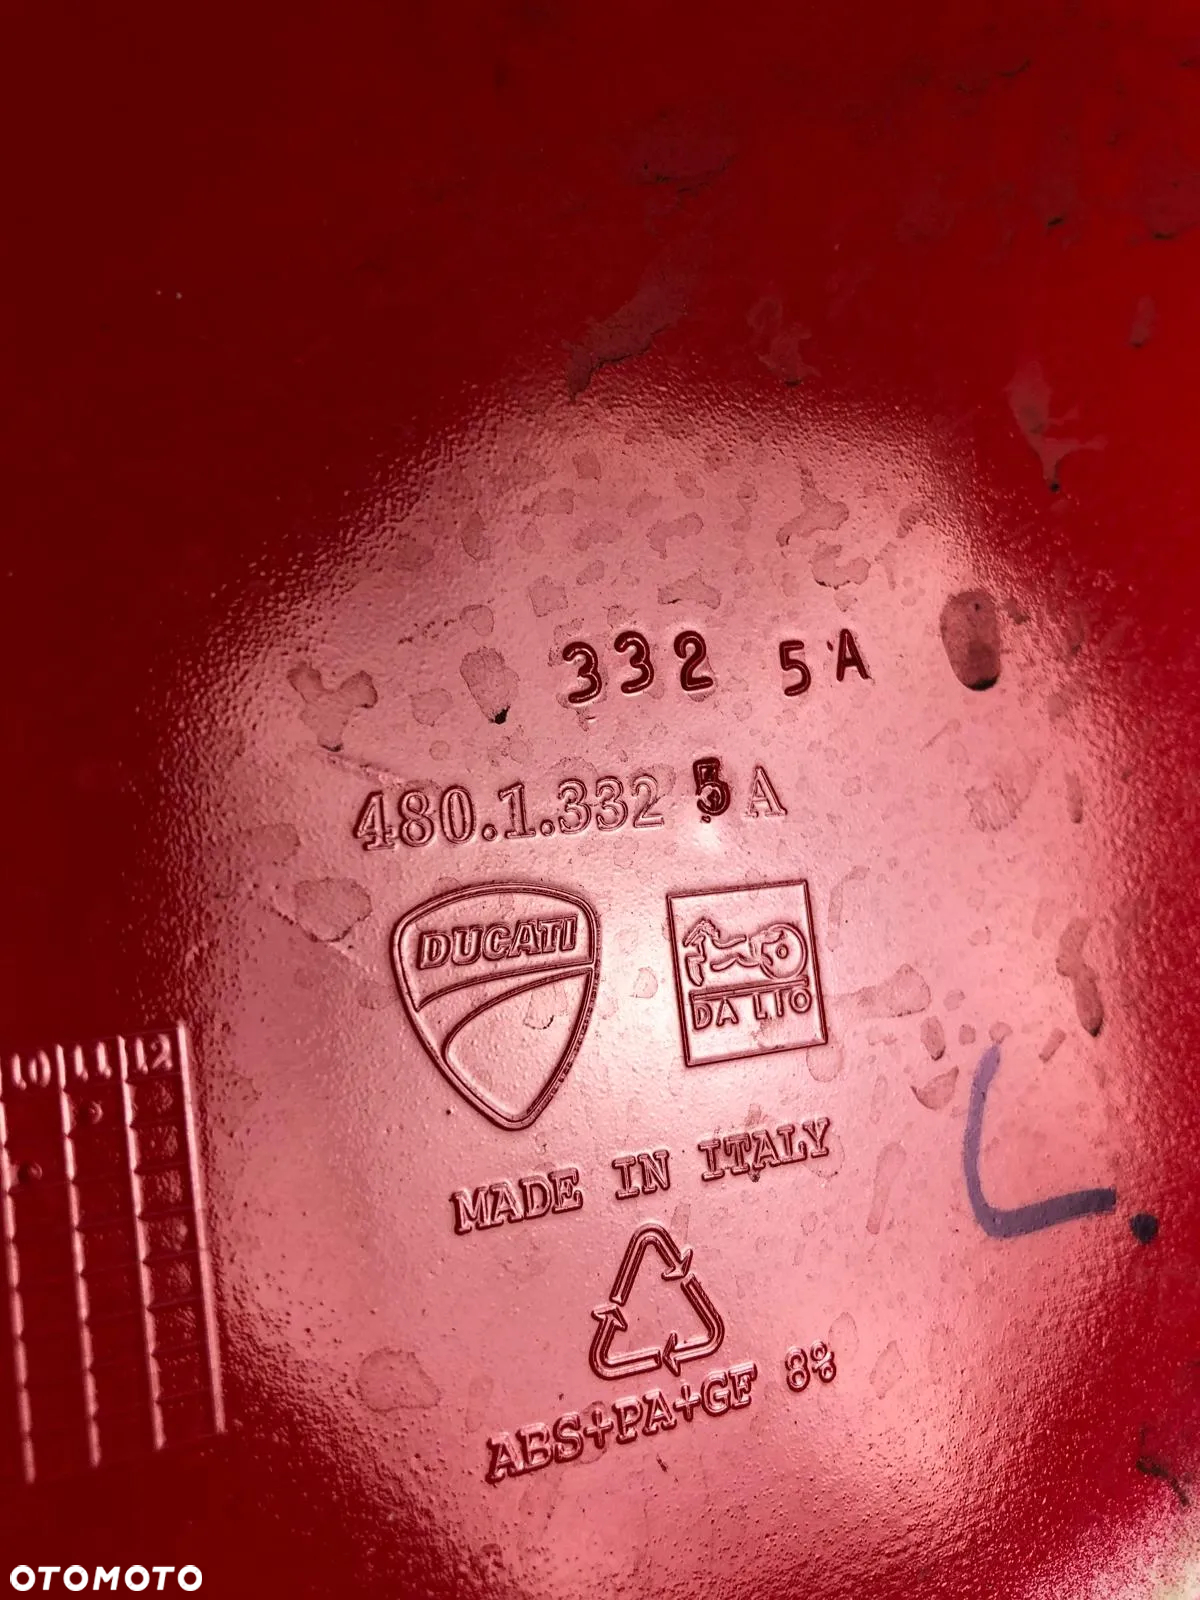 332 5A
480.1.332 5 A
DUCATI
DA LIO
10 11 12
MADE IN ITALY
L.
ABS+PA+GF 8%
OTOMOTO